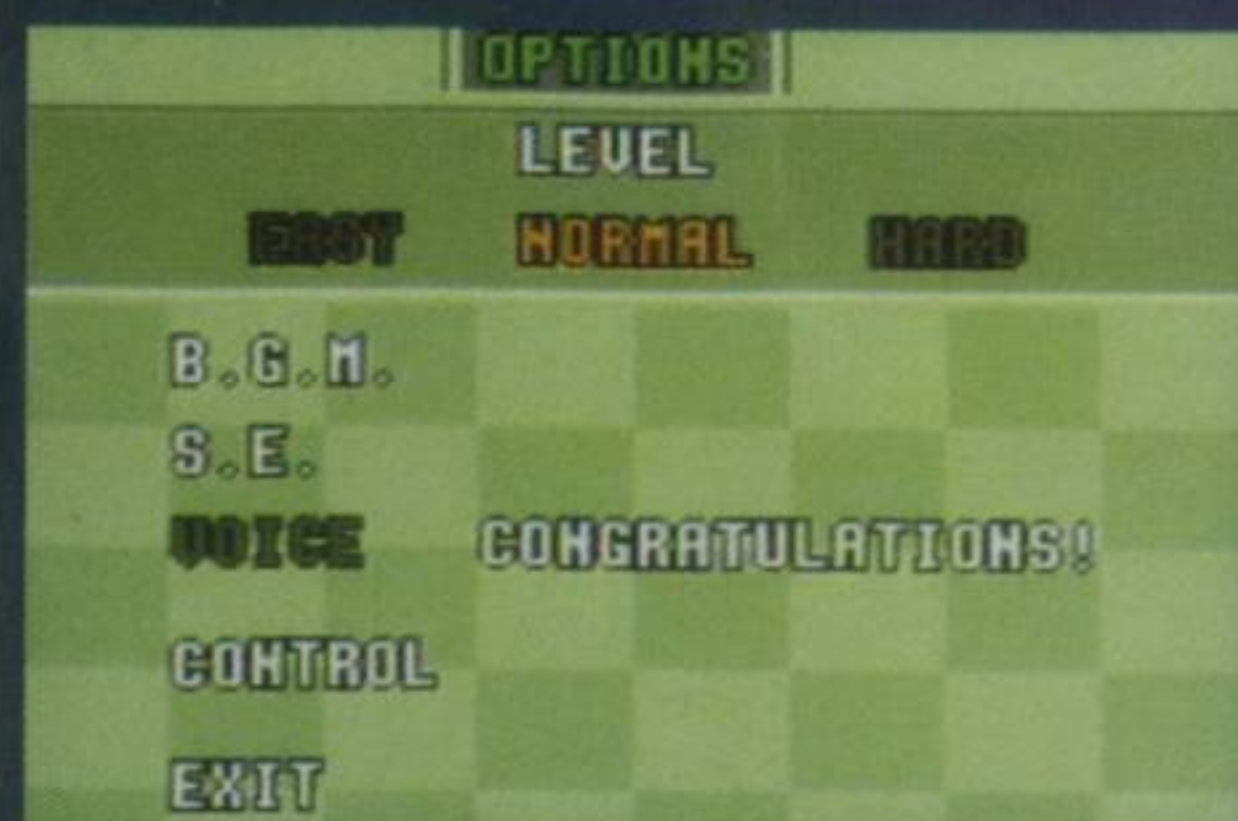 OPTIONS
LEVEL
EASY NORMAL HARD
B.G.M.
S.E.
VOICE CONGRATULATIONS!
CONTROL
EXIT